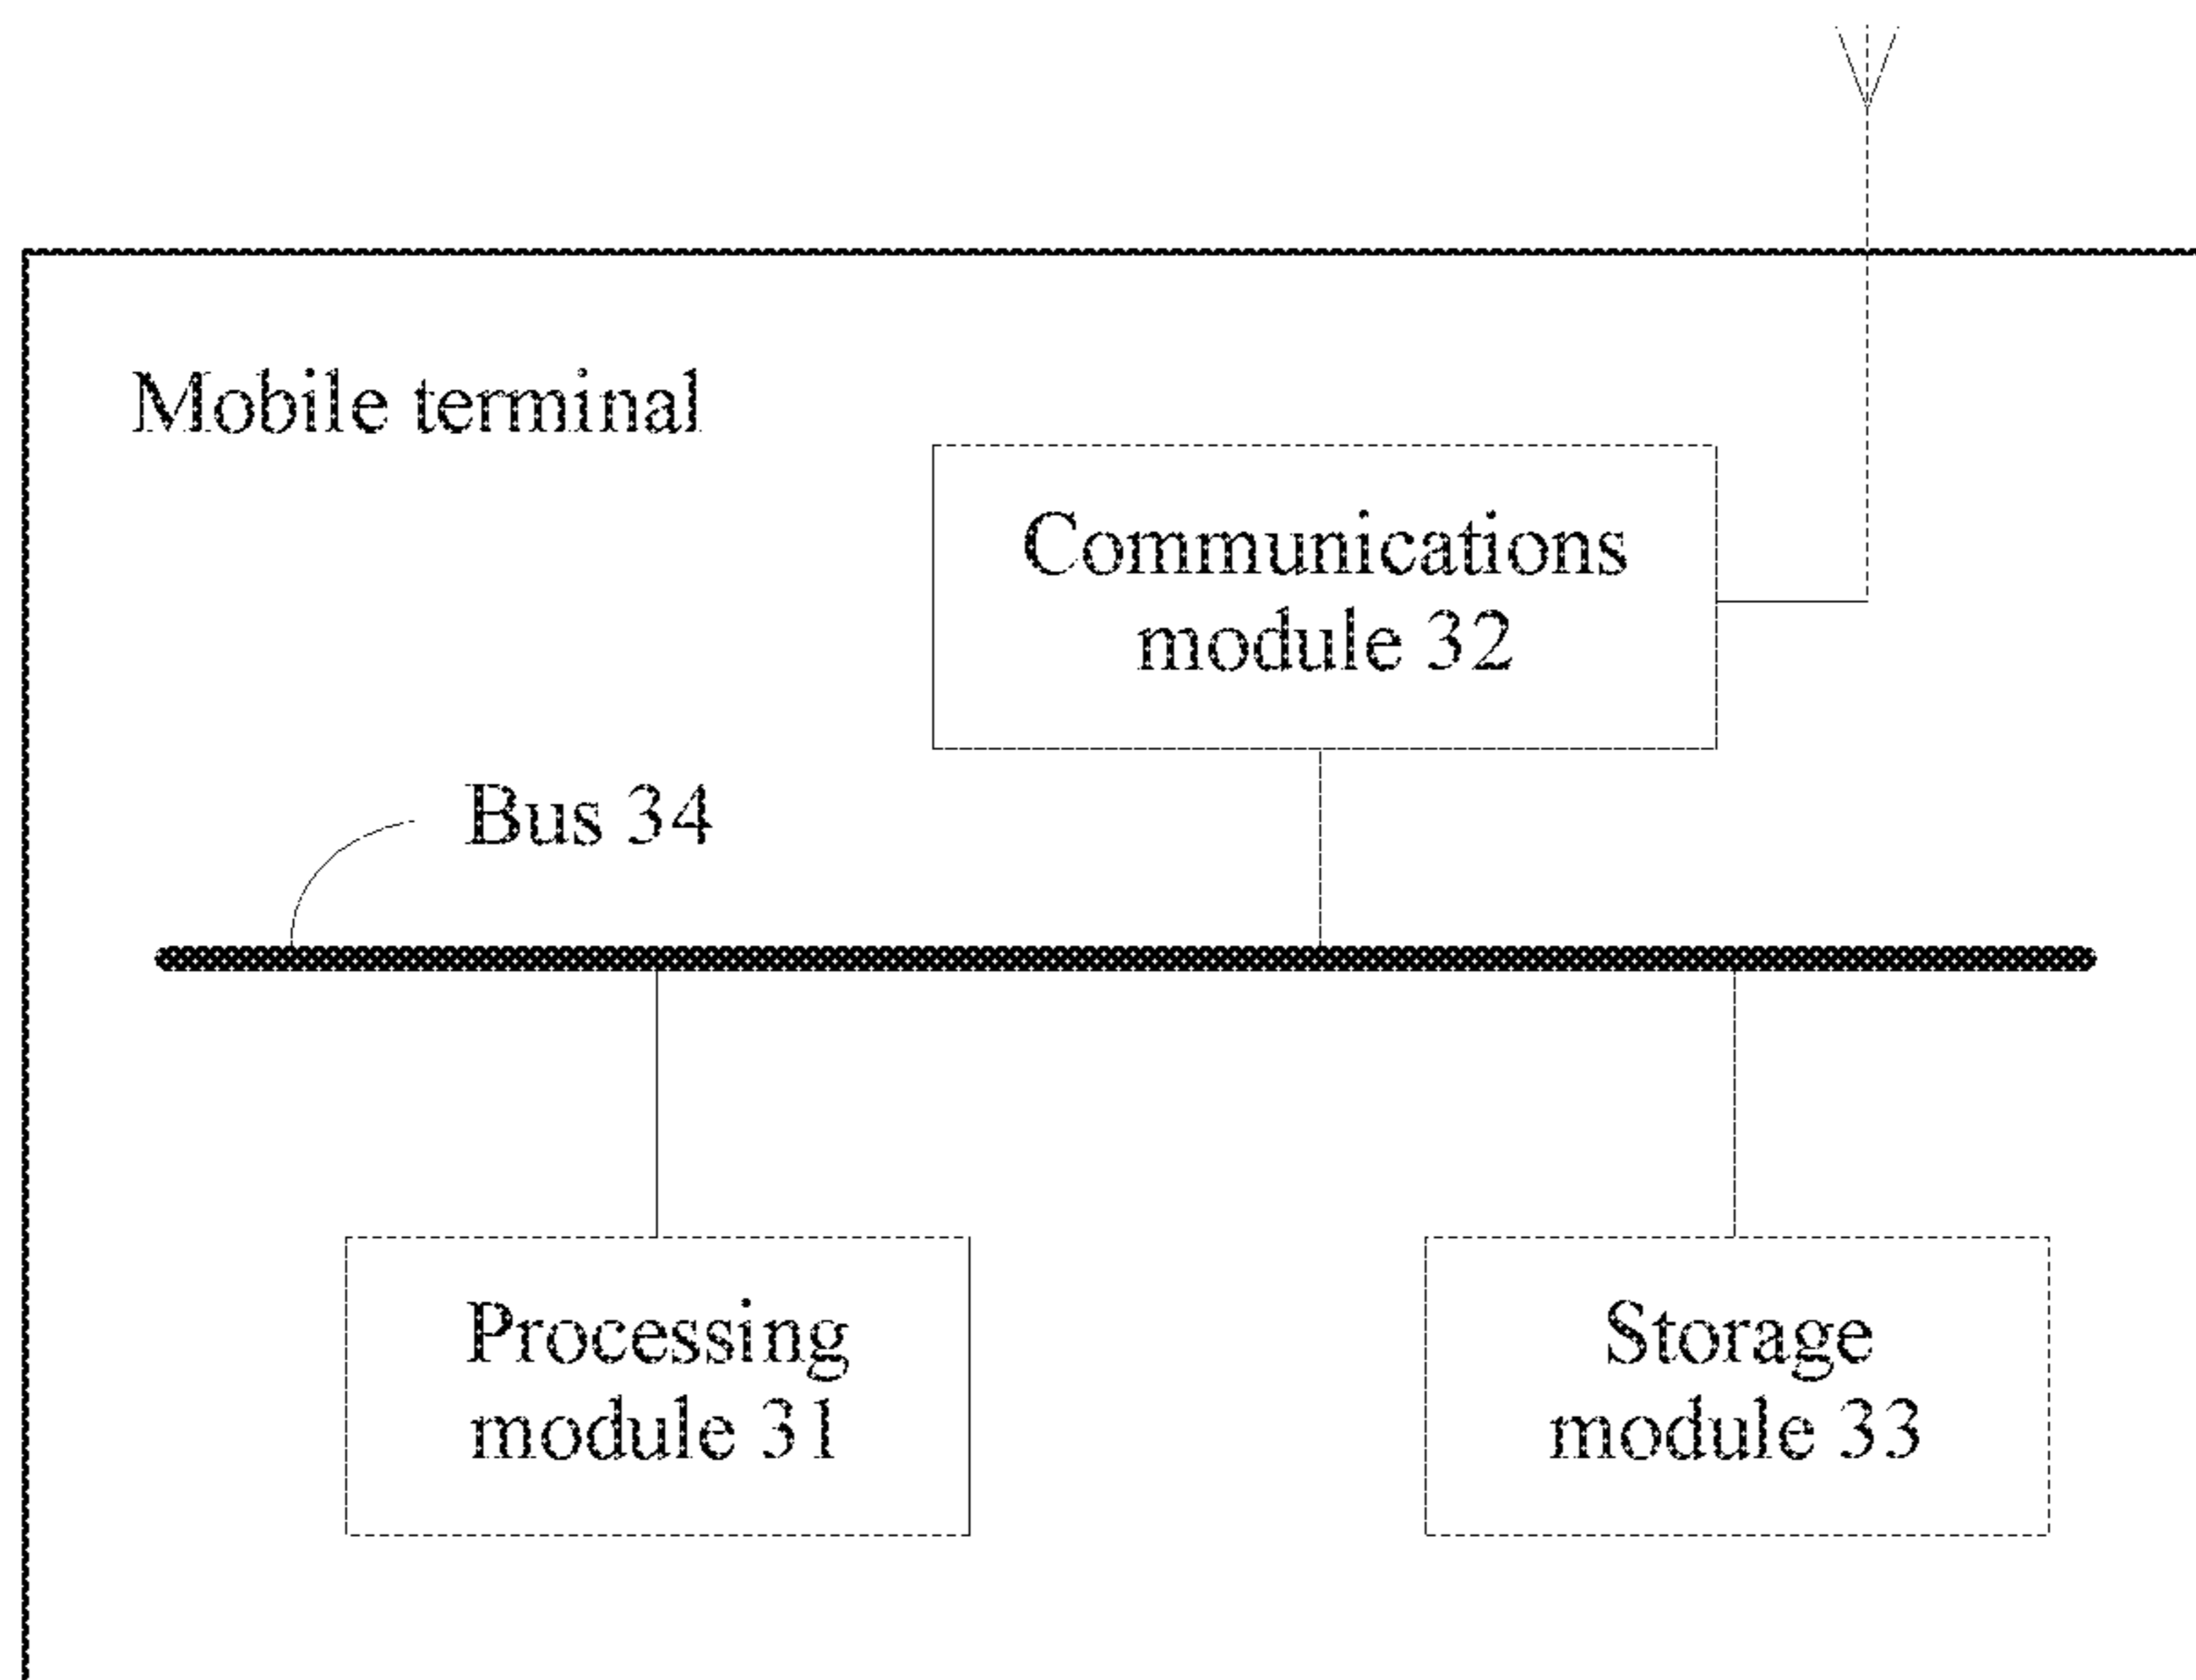 Mobile terminal
Communications
module 32
Bus 34
Processing
module 31
Storage
module 33